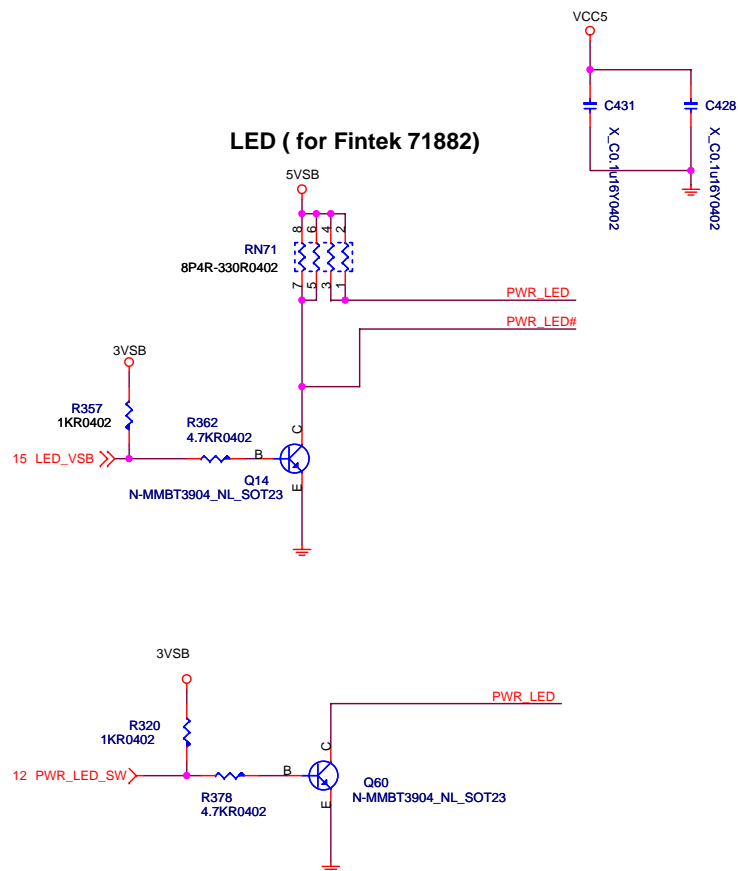 VCC5
C431
C428
X_C0.1u16Y0402
X_C0.1u16Y0402
LED ( for Fintek 71882)
5VSB
8
6
4
2
RN71
8P4R-330R0402
7
5
3
1
PWR_LED
PWR_LED#
3VSB
R357
1KR0402
R362
4.7KR0402
15 LED_VSB
B
C
E
Q14
N-MMBT3904_NL_SOT23
3VSB
R320
1KR0402
PWR_LED
12 PWR_LED_SW
R378
4.7KR0402
B
C
E
Q60
N-MMBT3904_NL_SOT23